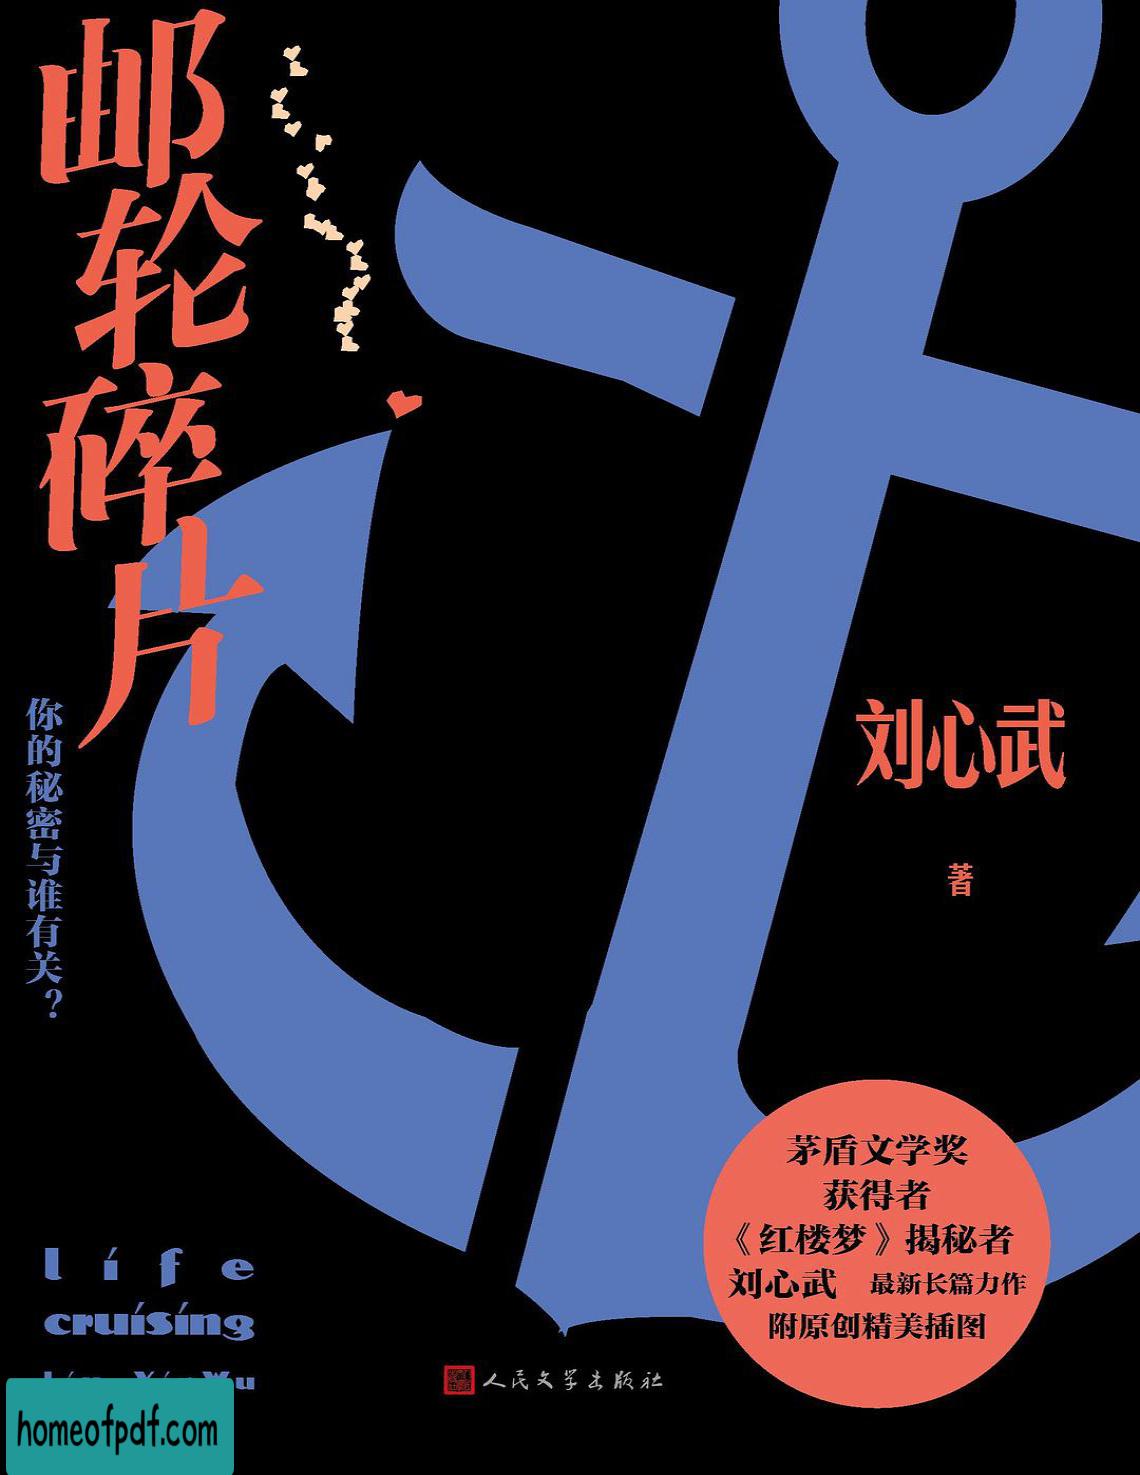 邮轮碎片
你的秘密与谁有关？
刘心武
著
茅盾文学奖
获得者
《红楼梦》揭秘者
刘心武 最新长篇力作
附原创精美插图
life
cruising
人民文学出版社
homeofpdf.com